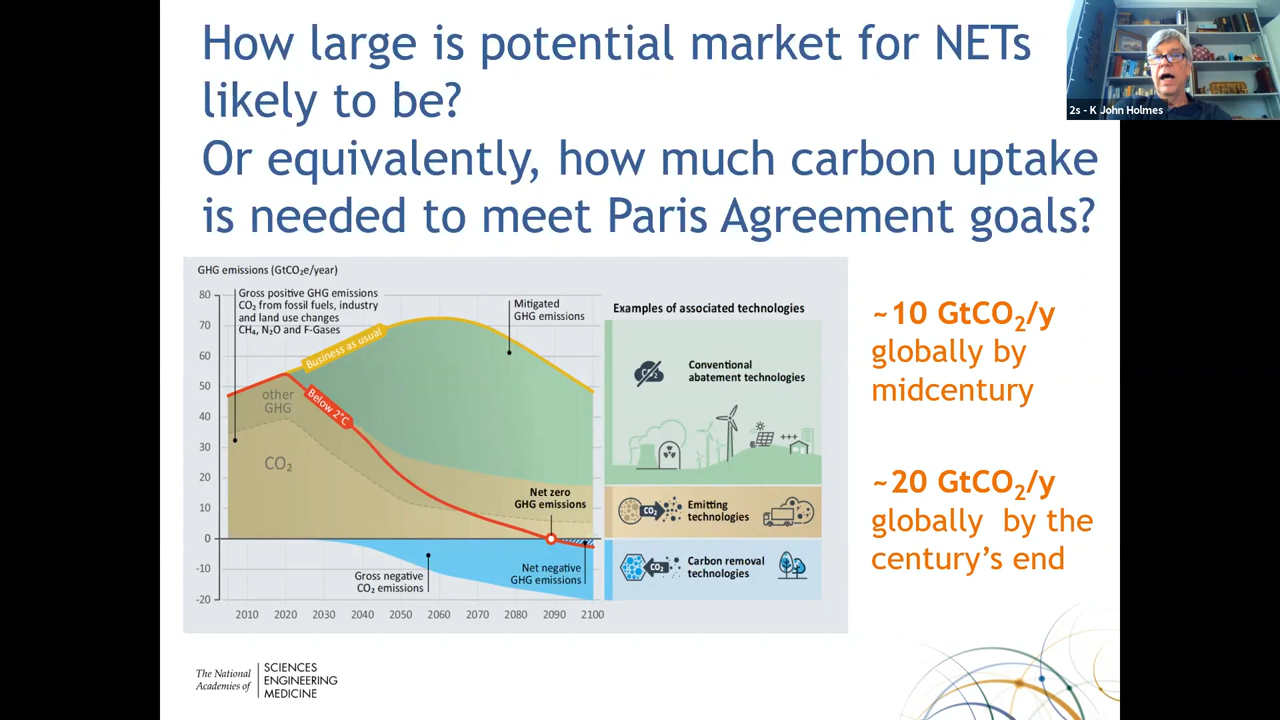 How large is potential market for NETs
likely to be?
Or equivalently, how much carbon uptake
is needed to meet Paris Agreement goals?
2s - K John Holmes
GHG emissions (GtCO₂e/year)
80
70
60
50
40
30
20
10
0
-10
-20
2010
2020
2030
2040
2050
2060
2070
2080
2090
2100
Gross positive GHG emissions
CO₂ from fossil fuels, industry
and land use changes
CH₄, N₂O and F-Gases
Business as usual
Mitigated
GHG emissions
other
GHG
Below 2°C
CO₂
Net zero
GHG emissions
Gross negative
CO₂ emissions
Net negative
GHG emissions
Examples of associated technologies
CO₂
Conventional
abatement technologies
CO₂
Emitting
technologies
CO₂
Carbon removal
technologies
~10 GtCO₂/y
globally by
midcentury
~20 GtCO₂/y
globally by the
century's end
The National
Academies of
SCIENCES
ENGINEERING
MEDICINE